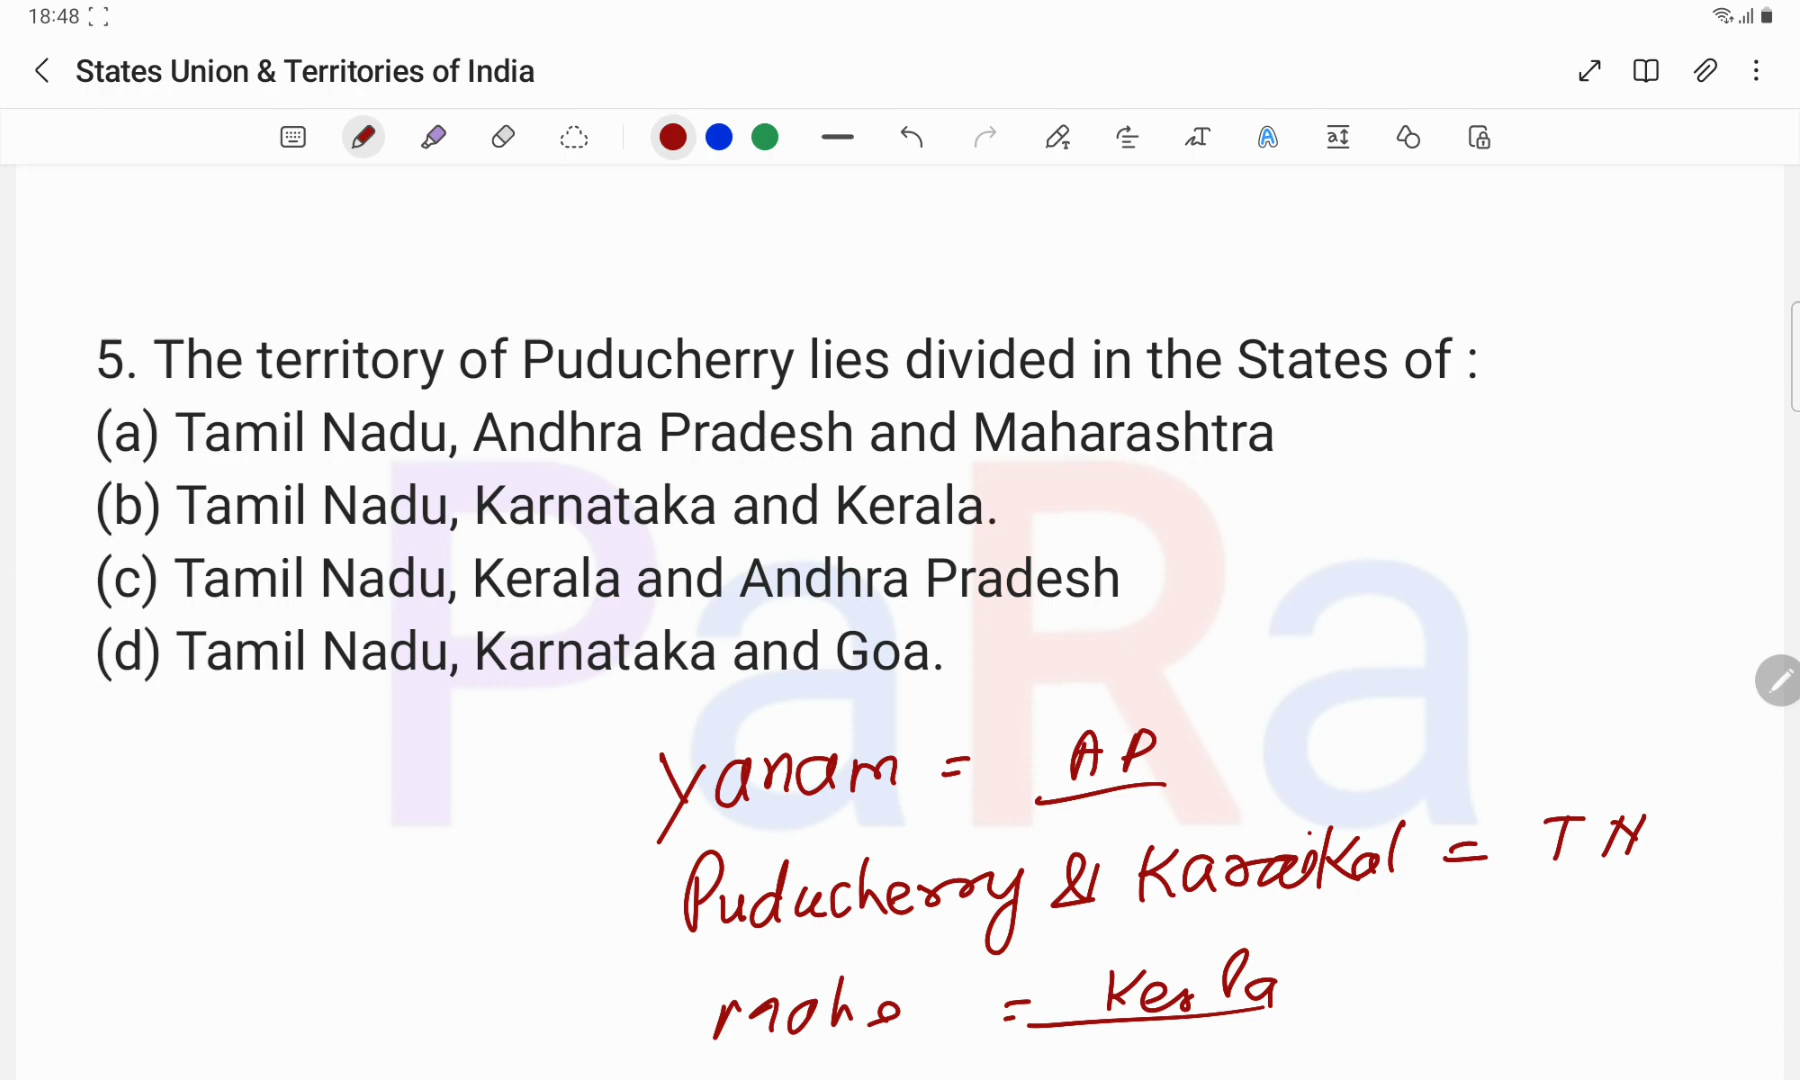 18:48
States Union & Territories of India
5. The territory of Puducherry lies divided in the States of :
(a) Tamil Nadu, Andhra Pradesh and Maharashtra
(b) Tamil Nadu, Karnataka and Kerala.
(c) Tamil Nadu, Kerala and Andhra Pradesh
(d) Tamil Nadu, Karnataka and Goa.
PaRa
Yanam = AP
Puducherry & Karaikal = TN
mahe = Kerla